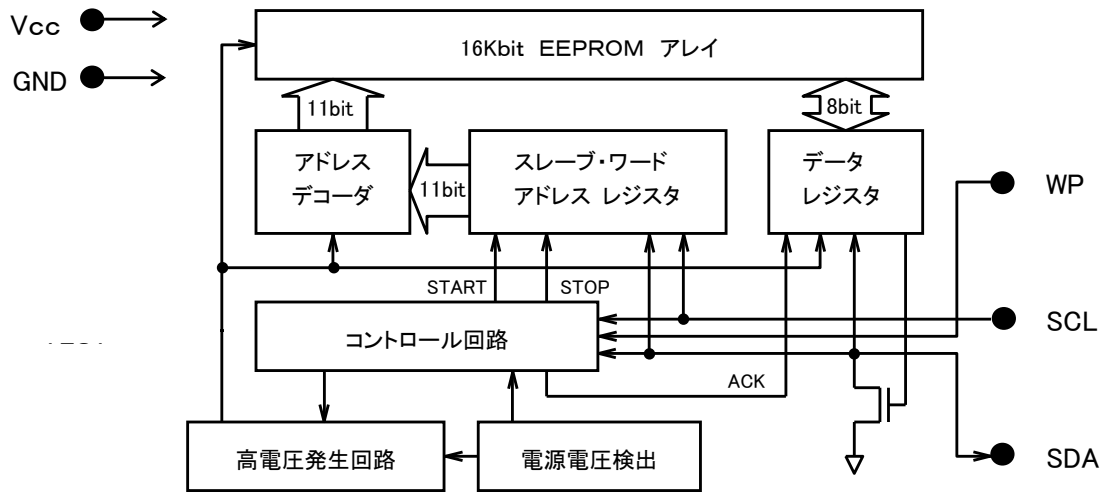 Vcc
GND
16Kbit EEPROM アレイ
11bit
8bit
アドレス
デコーダ
11bit
スレーブ・ワード
アドレス レジスタ
データ
レジスタ
WP
START
STOP
コントロール回路
SCL
ACK
高電圧発生回路
電源電圧検出
SDA